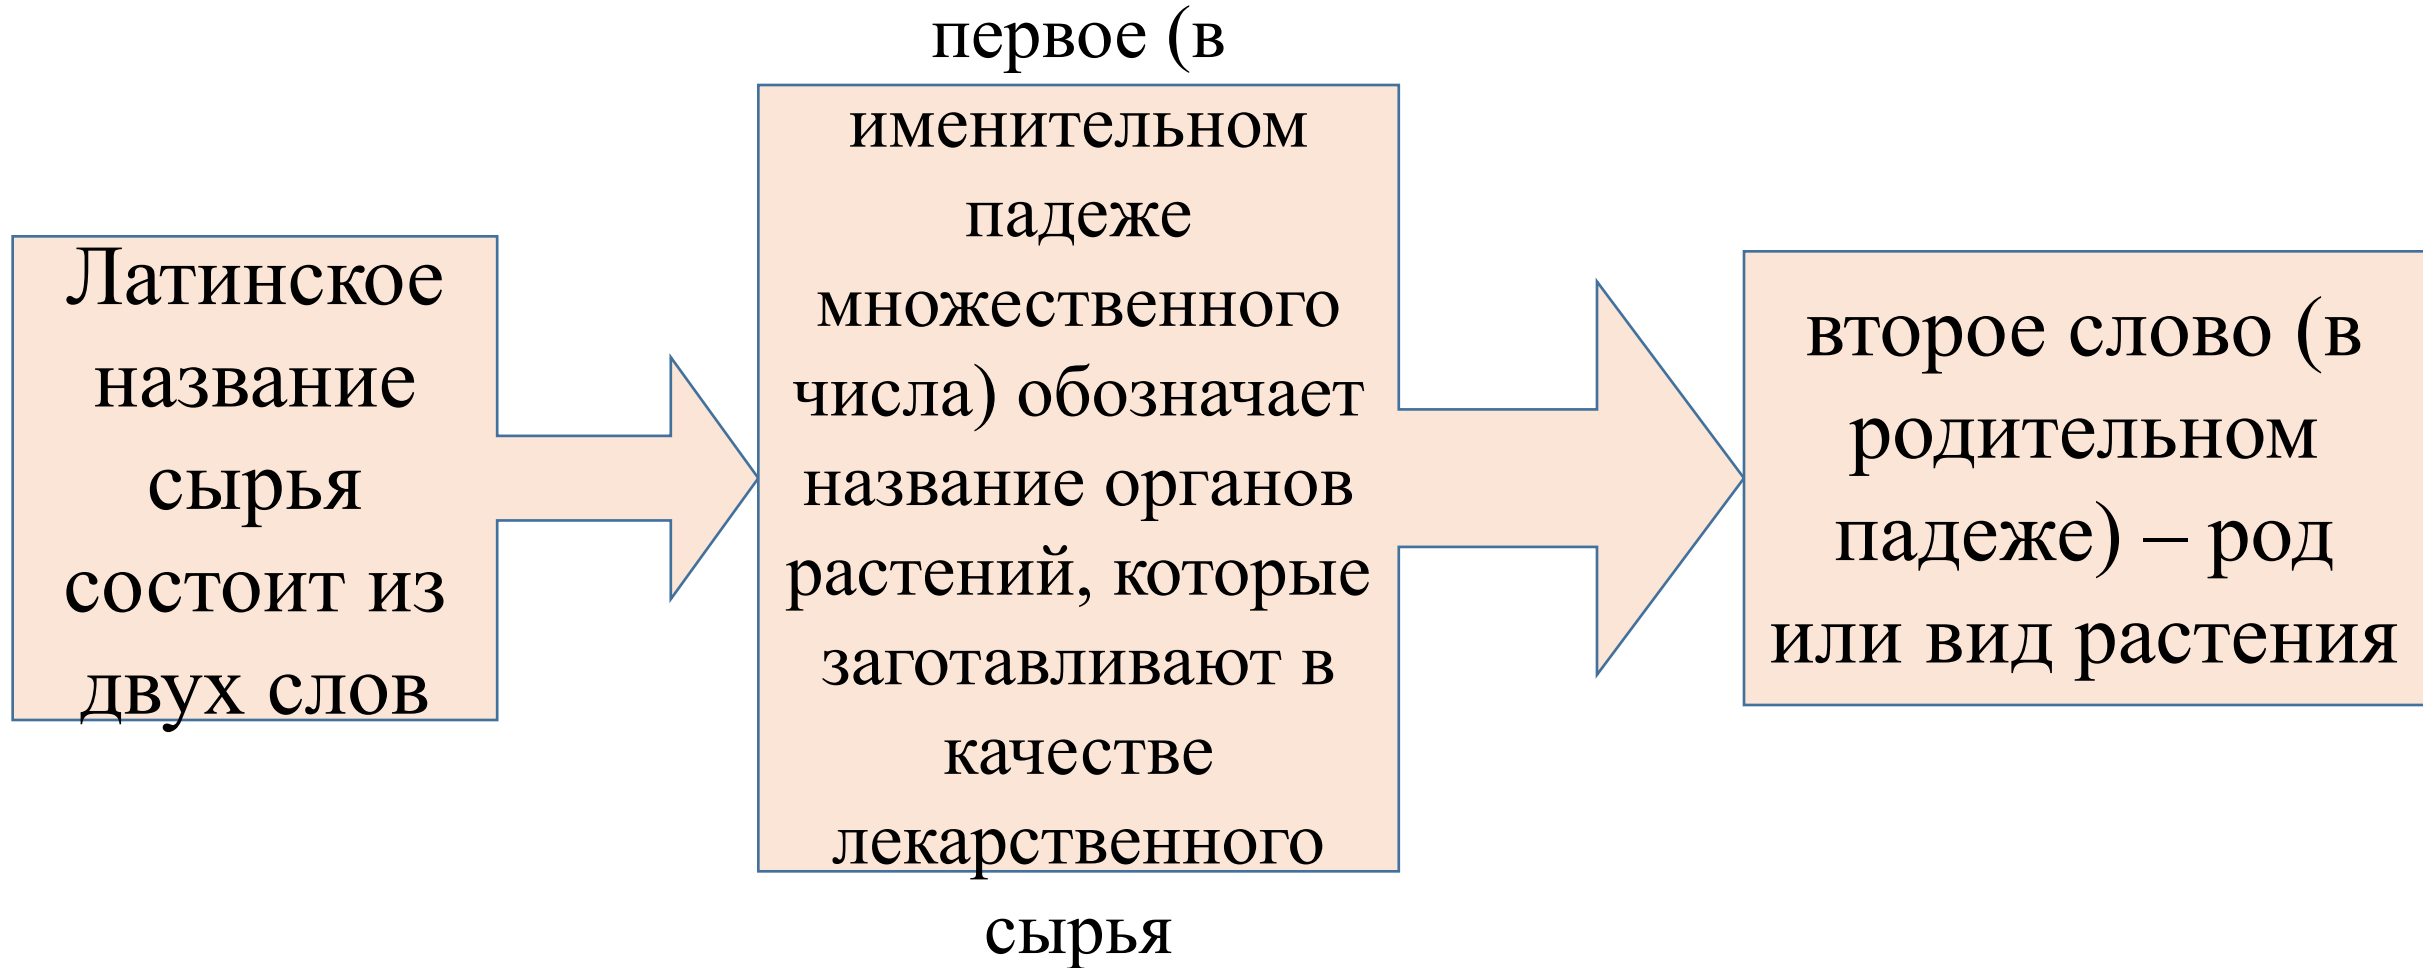 Латинское
название
сырья
состоит из
двух слов
первое (в
именительном
падеже
множественного
числа) обозначает
название органов
растений, которые
заготавливают в
качестве
лекарственного
сырья
второе слово (в
родительном
падеже) – род
или вид растения